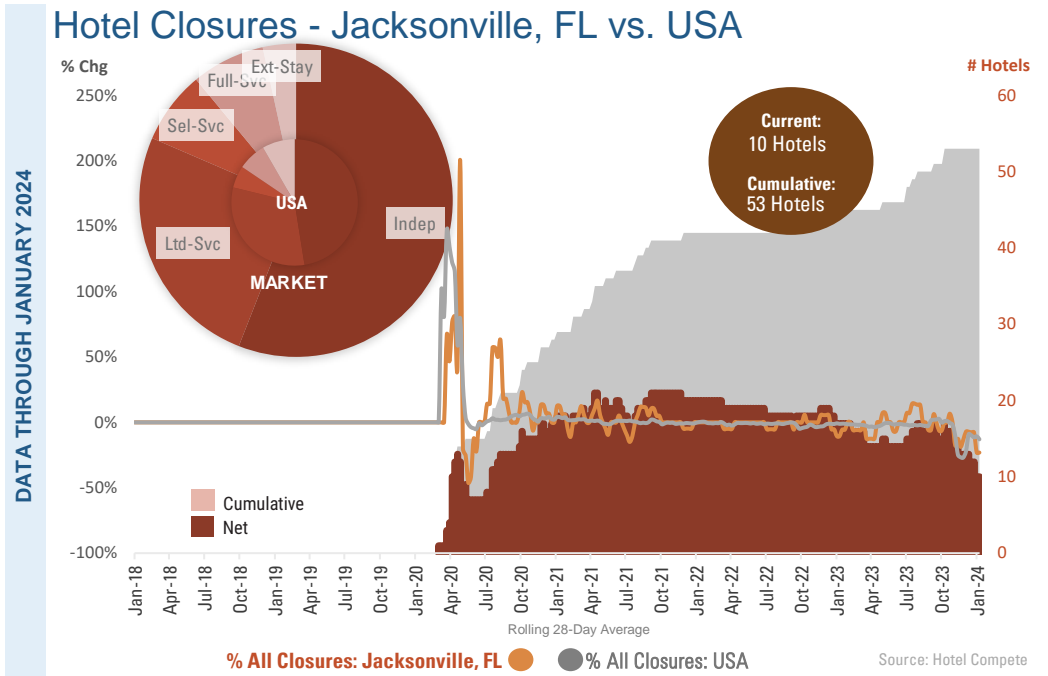 Hotel Closures - Jacksonville, FL vs. USA
DATA THROUGH JANUARY 2024
% Chg
# Hotels
250%
200%
150%
100%
50%
0%
-50%
-100%
60
50
40
30
20
10
0
Ext-Stay
Full-Svc
Sel-Svc
Ltd-Svc
Indep
USA
MARKET
Current:
10 Hotels
Cumulative:
53 Hotels
Cumulative
Net
Jan-18
Apr-18
Jul-18
Oct-18
Jan-19
Apr-19
Jul-19
Oct-19
Jan-20
Apr-20
Jul-20
Oct-20
Jan-21
Apr-21
Jul-21
Oct-21
Jan-22
Apr-22
Jul-22
Oct-22
Jan-23
Apr-23
Jul-23
Oct-23
Jan-24
Rolling 28-Day Average
% All Closures: Jacksonville, FL
% All Closures: USA
Source: Hotel Compete